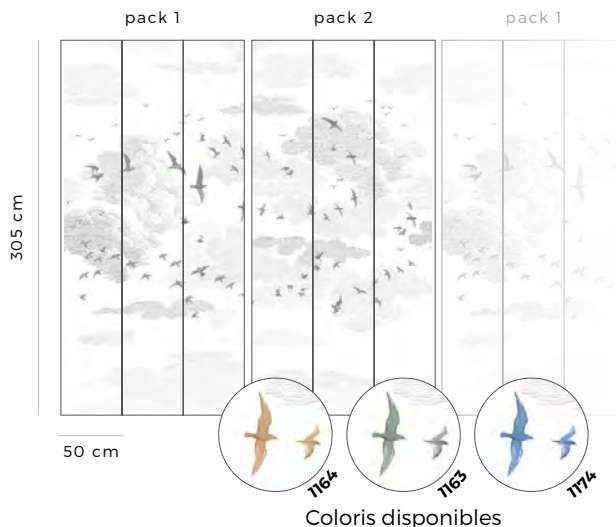 pack 1
pack 2
pack 1
305 cm
50 cm
1164
1163
1174
Coloris disponibles